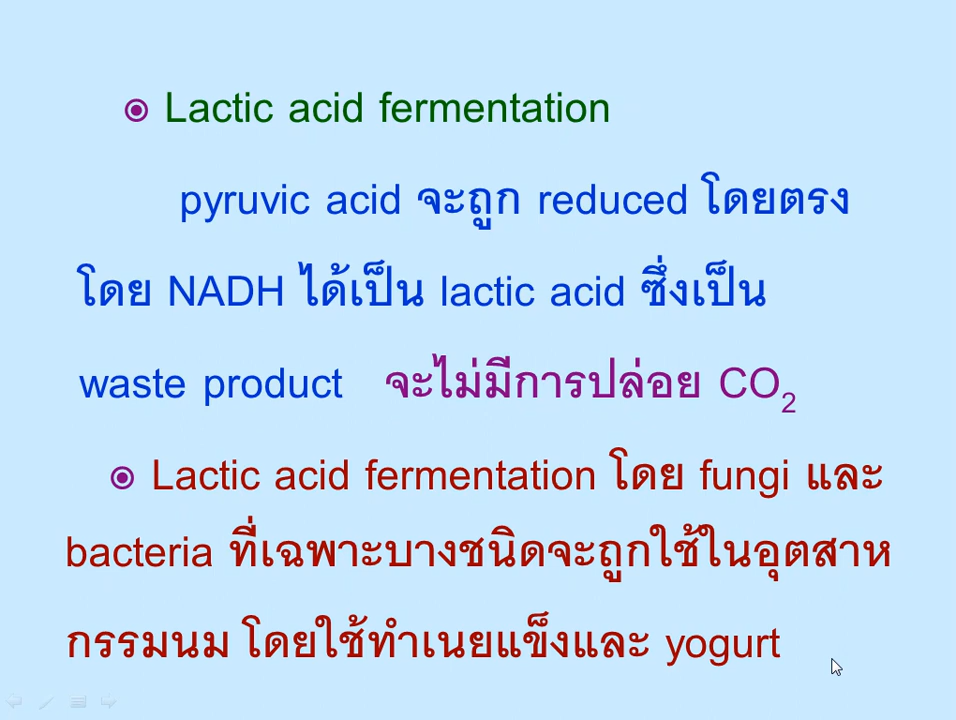 Lactic acid fermentation
pyruvic acid จะถูก reduced โดยตรง
โดย NADH ได้เป็น lactic acid ซึ่งเป็น
waste product จะไม่มีการปล่อย CO₂
Lactic acid fermentation โดย fungi และ
bacteria ที่เฉพาะบางชนิดจะถูกใช้ในอุตสาห
กรรมนม โดยใช้ทำเนยแข็งและ yogurt